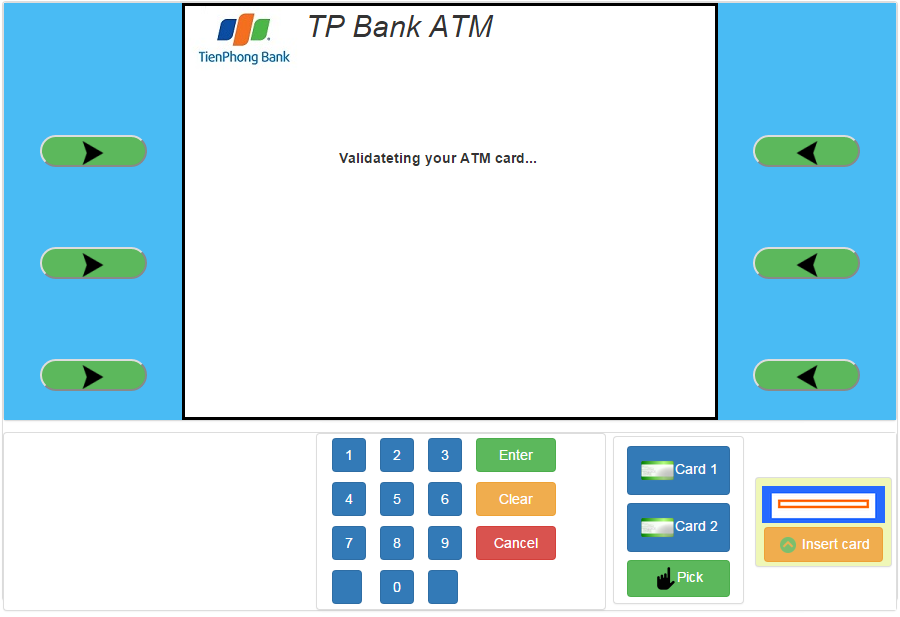 TP Bank ATM
TienPhong Bank
Validateting your ATM card...
1 2 3 Enter
4 5 6 Clear
7 8 9 Cancel
0
Card 1
Card 2
Pick
Insert card